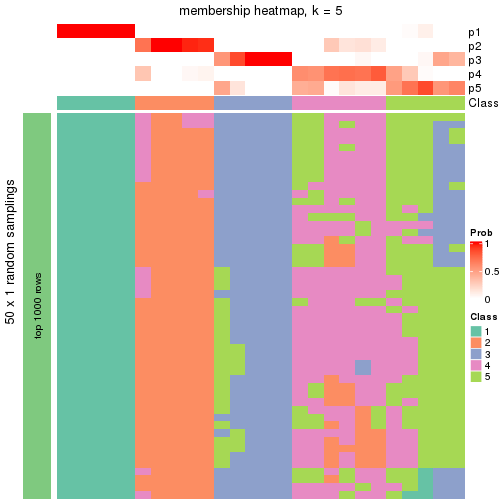 membership heatmap, k = 5
p1
p2
p3
p4
p5
Class
50 x 1 random samplings
top 1000 rows
Prob
1
0.5
0
Class
1
2
3
4
5